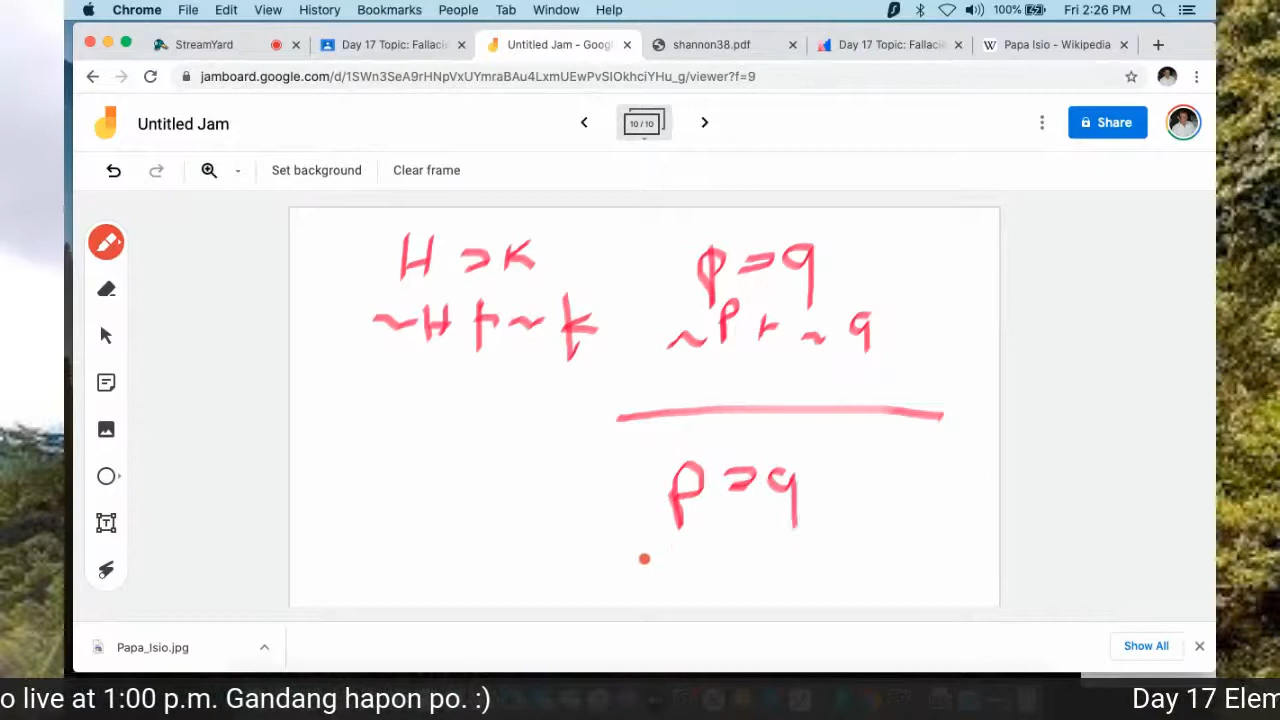 Chrome File Edit View History Bookmarks People Tab Window Help 100% Fri 2:26 PM
StreamYard Day 17 Topic: Fallaci Untitled Jam - Goog shannon38.pdf Day 17 Topic: Fallaci Papa Isio - Wikipedia
jamboard.google.com/d/1SWn3SeA9rHNpVxUYmraBAu4LxmUEwPvSIOkhciYHu_g/viewer?f=9
Untitled Jam 10 / 10 Share
Set background Clear frame
H ⊃ K p ⊃ q
~H ⊢ ~K ~p ⊢ ~q
p ⊃ q
Papa_Isio.jpg Show All
o live at 1:00 p.m. Gandang hapon po. :) Day 17 Elem